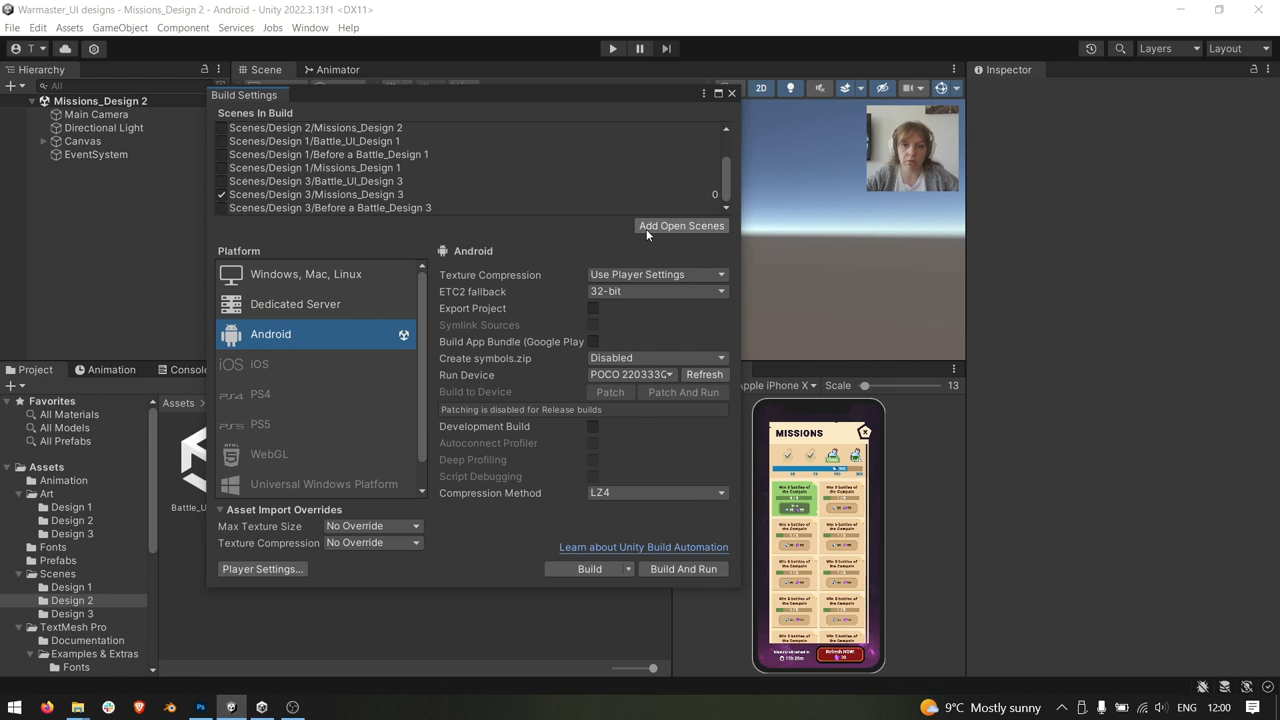 Warmaster_UI designs - Missions_Design 2 - Android - Unity 2022.3.13f1 <DX11>
File Edit Assets GameObject Component Services Jobs Window Help
T
Layers
Layout
Hierarchy
Scene
Animator
Inspector
All
2D
Missions_Design 2
Main Camera
Directional Light
Canvas
EventSystem
Build Settings
Scenes In Build
Scenes/Design 2/Missions_Design 2
Scenes/Design 1/Battle_UI_Design 1
Scenes/Design 1/Before a Battle_Design 1
Scenes/Design 1/Missions_Design 1
Scenes/Design 3/Battle_UI_Design 3
Scenes/Design 3/Missions_Design 3 0
Scenes/Design 3/Before a Battle_Design 3
Add Open Scenes
Platform
Windows, Mac, Linux
Dedicated Server
Android
iOS iOS
PS4
PS5
HTML WebGL
Universal Windows Platform
Android
Texture Compression Use Player Settings
ETC2 fallback 32-bit
Export Project
Symlink Sources
Build App Bundle (Google Play
Create symbols.zip Disabled
Run Device POCO 220333Q Refresh
Build to Device Patch Patch And Run
Patching is disabled for Release builds
Development Build
Autoconnect Profiler
Deep Profiling
Script Debugging
Compression Method LZ4
Asset Import Overrides
Max Texture Size No Override
Texture Compression No Override
Learn about Unity Build Automation
Player Settings... Build Build And Run
Project
Animation
Console
Favorites
All Materials
All Models
All Prefabs
Assets
Animation
Art
Design 1
Design 2
Design 3
Fonts
Prefabs
Scenes
Design 1
Design 2
Design 3
TextMesh Pro
Documentation
Examples & Extras
Fonts
Assets
Battle_U
Apple iPhone X Scale 13
MISSIONS
Refresh NOW!
9°C Mostly sunny
ENG 12:00